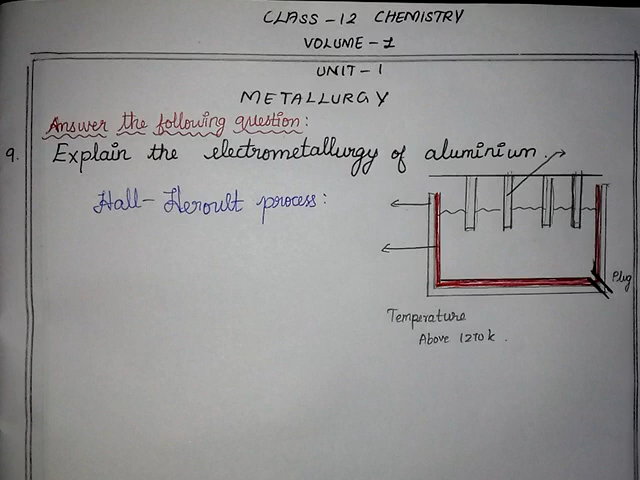 CLASS - 12 CHEMISTRY
VOLUME - 1
UNIT - 1
METALLURGY
Answer the following question:
9. Explain the electrometallurgy of aluminium.
Hall - Heroult process:
Plug
Temperature
Above 1270 k.